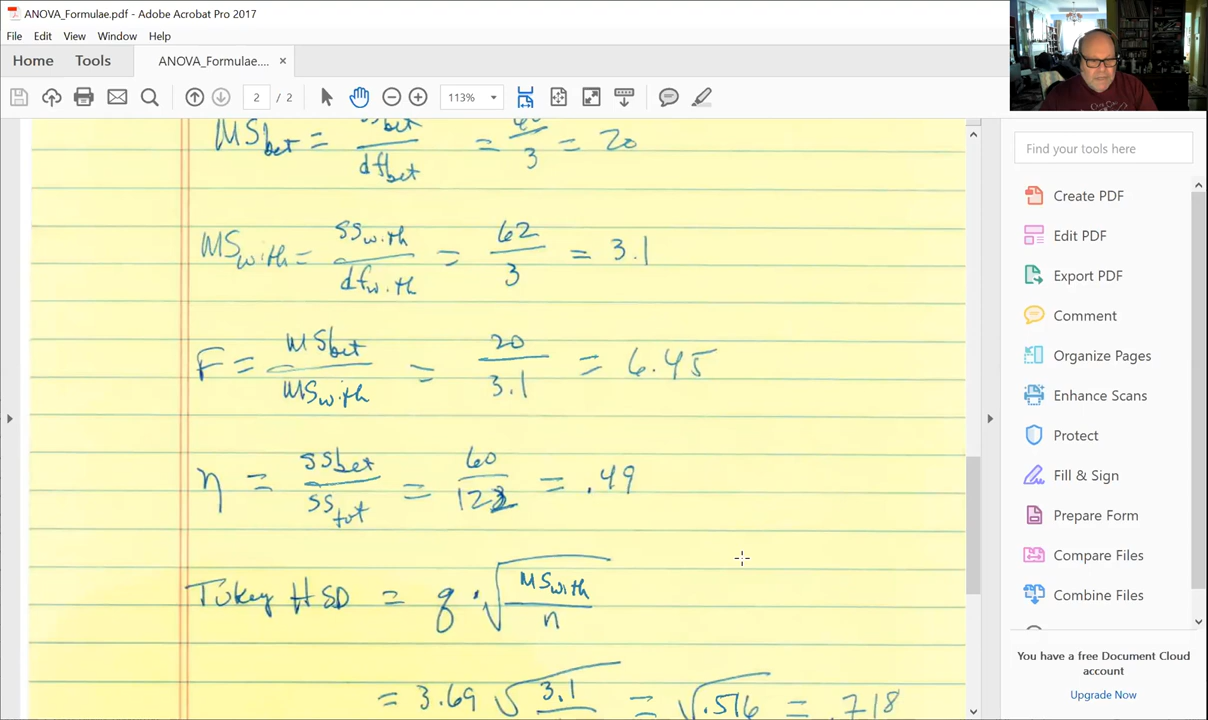 ANOVA_Formulae.pdf - Adobe Acrobat Pro 2017
File Edit View Window Help
Home Tools ANOVA_Formulae.... ×
2 / 2 113%
Find your tools here
Create PDF
Edit PDF
Export PDF
Comment
Organize Pages
Enhance Scans
Protect
Fill & Sign
Prepare Form
Compare Files
Combine Files
You have a free Document Cloud
account
Upgrade Now
MSbet = SSbet / dfbet = 60 / 3 = 20
MSwith = SSwith / dfwith = 62 / 3 = 3.1
F = MSbet / MSwith = 20 / 3.1 = 6.45
η = SSbet / SStot = 60 / 122 = .49
Tukey HSD = q · √ MSwith / n
= 3.69 √ 3.1 = √.516 = .718